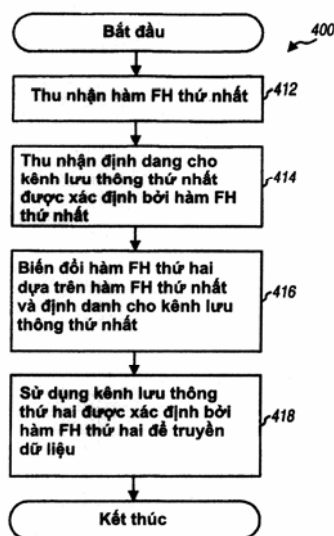 Bắt đầu
400
Thu nhận hàm FH thứ nhất
412
Thu nhận định dang cho
kênh lưu thông thứ nhất
được xác định bởi hàm FH
thứ nhất
414
Biến đổi hàm FH thứ hai
dựa trên hàm FH thứ nhất
và định danh cho kênh lưu
thông thứ nhất
416
Sử dụng kênh lưu thông
thứ hai được xác định bởi
hàm FH thứ hai để truyền
dữ liệu
418
Kết thúc